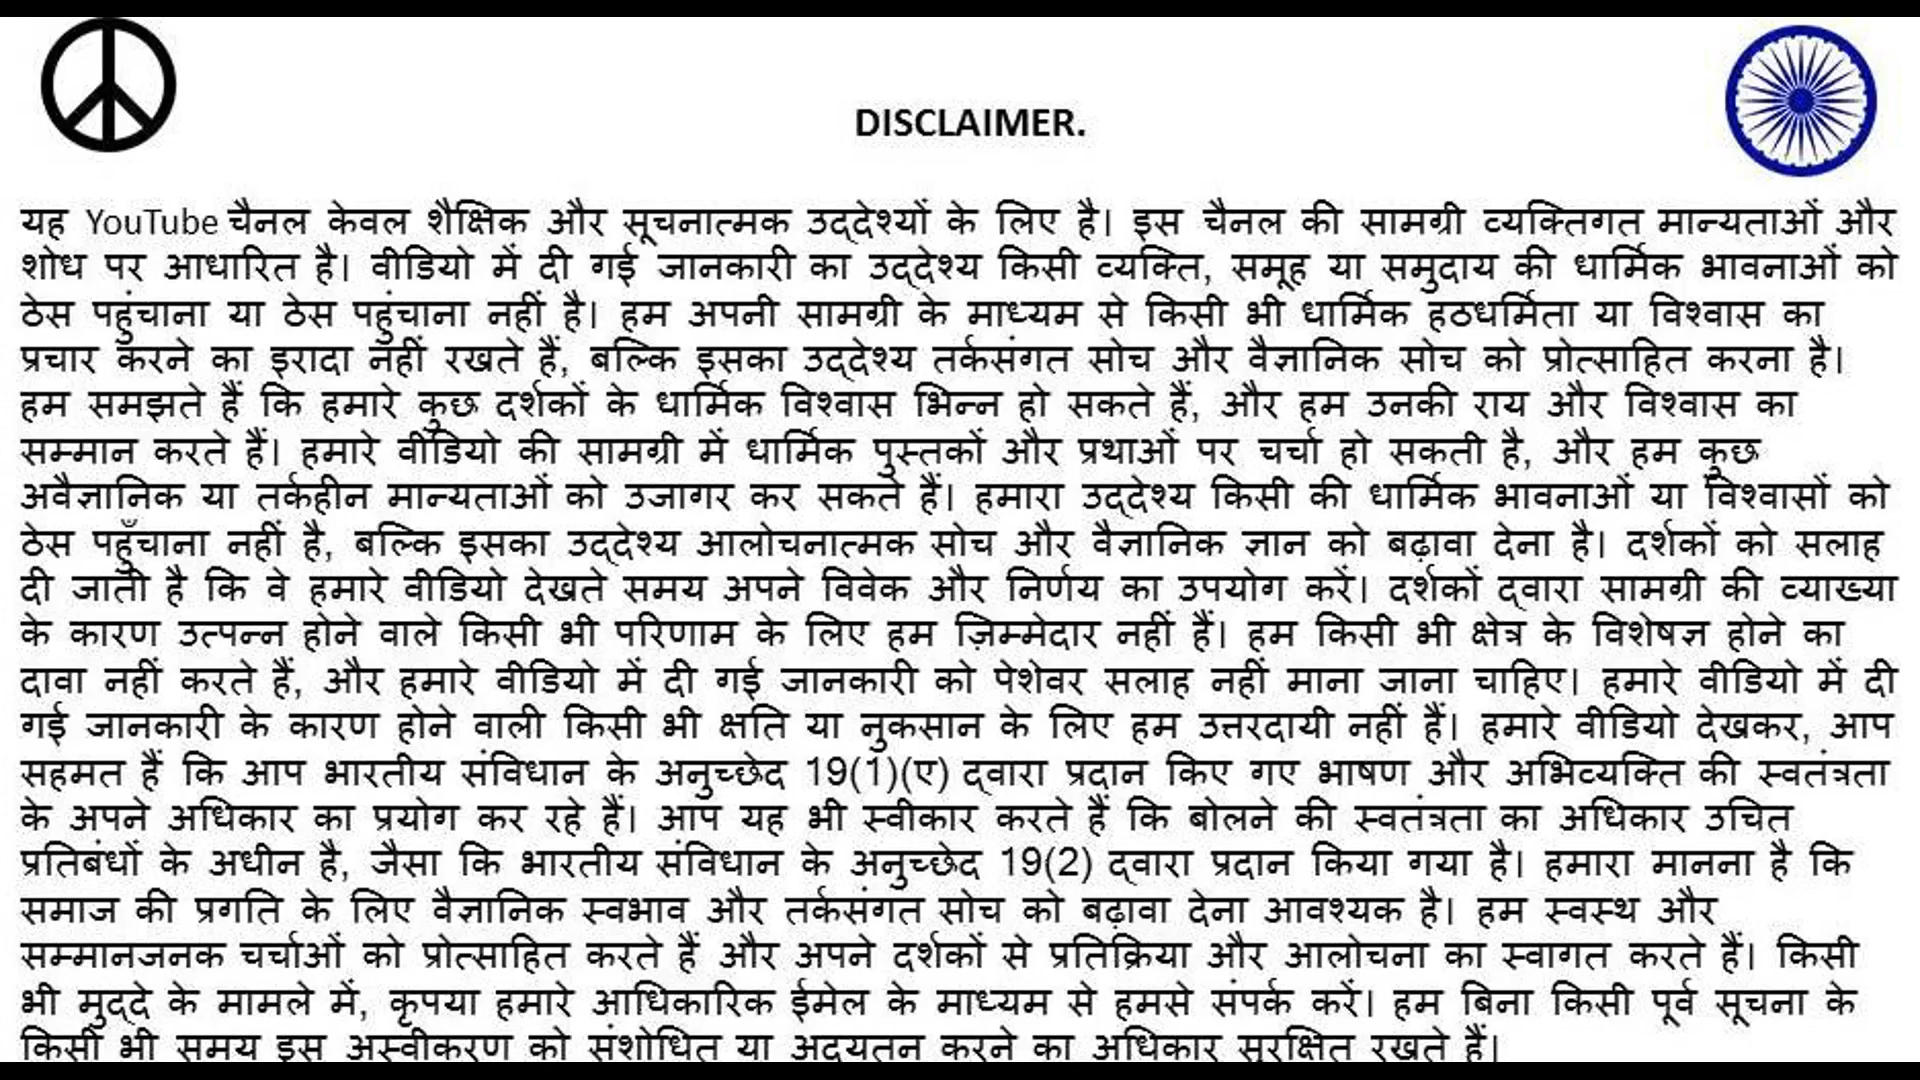 DISCLAIMER.
यह YouTube चैनल केवल शैक्षिक और सूचनात्मक उद्देश्यों के लिए है। इस चैनल की सामग्री व्यक्तिगत मान्यताओं और
शोध पर आधारित है। वीडियो में दी गई जानकारी का उद्देश्य किसी व्यक्ति, समूह या समुदाय की धार्मिक भावनाओं को
ठेस पहुंचाना या ठेस पहुंचाना नहीं है। हम अपनी सामग्री के माध्यम से किसी भी धार्मिक हठधर्मिता या विश्वास का
प्रचार करने का इरादा नहीं रखते हैं, बल्कि इसका उद्देश्य तर्कसंगत सोच और वैज्ञानिक सोच को प्रोत्साहित करना है।
हम समझते हैं कि हमारे कुछ दर्शकों के धार्मिक विश्वास भिन्न हो सकते हैं, और हम उनकी राय और विश्वास का
सम्मान करते हैं। हमारे वीडियो की सामग्री में धार्मिक पुस्तकों और प्रथाओं पर चर्चा हो सकती है, और हम कुछ
अवैज्ञानिक या तर्कहीन मान्यताओं को उजागर कर सकते हैं। हमारा उद्देश्य किसी की धार्मिक भावनाओं या विश्वासों को
ठेस पहुँचाना नहीं है, बल्कि इसका उद्देश्य आलोचनात्मक सोच और वैज्ञानिक ज्ञान को बढ़ावा देना है। दर्शकों को सलाह
दी जाती है कि वे हमारे वीडियो देखते समय अपने विवेक और निर्णय का उपयोग करें। दर्शकों द्वारा सामग्री की व्याख्या
के कारण उत्पन्न होने वाले किसी भी परिणाम के लिए हम ज़िम्मेदार नहीं हैं। हम किसी भी क्षेत्र के विशेषज्ञ होने का
दावा नहीं करते हैं, और हमारे वीडियो में दी गई जानकारी को पेशेवर सलाह नहीं माना जाना चाहिए। हमारे वीडियो में दी
गई जानकारी के कारण होने वाली किसी भी क्षति या नुकसान के लिए हम उत्तरदायी नहीं हैं। हमारे वीडियो देखकर, आप
सहमत हैं कि आप भारतीय संविधान के अनुच्छेद 19(1)(ए) द्वारा प्रदान किए गए भाषण और अभिव्यक्ति की स्वतंत्रता
के अपने अधिकार का प्रयोग कर रहे हैं। आप यह भी स्वीकार करते हैं कि बोलने की स्वतंत्रता का अधिकार उचित
प्रतिबंधों के अधीन है, जैसा कि भारतीय संविधान के अनुच्छेद 19(2) द्वारा प्रदान किया गया है। हमारा मानना है कि
समाज की प्रगति के लिए वैज्ञानिक स्वभाव और तर्कसंगत सोच को बढ़ावा देना आवश्यक है। हम स्वस्थ और
सम्मानजनक चर्चाओं को प्रोत्साहित करते हैं और अपने दर्शकों से प्रतिक्रिया और आलोचना का स्वागत करते हैं। किसी
भी मुद्दे के मामले में, कृपया हमारे आधिकारिक ईमेल के माध्यम से हमसे संपर्क करें। हम बिना किसी पूर्व सूचना के
किसी भी समय इस अस्वीकरण को संशोधित या अद्यतन करने का अधिकार सुरक्षित रखते हैं।